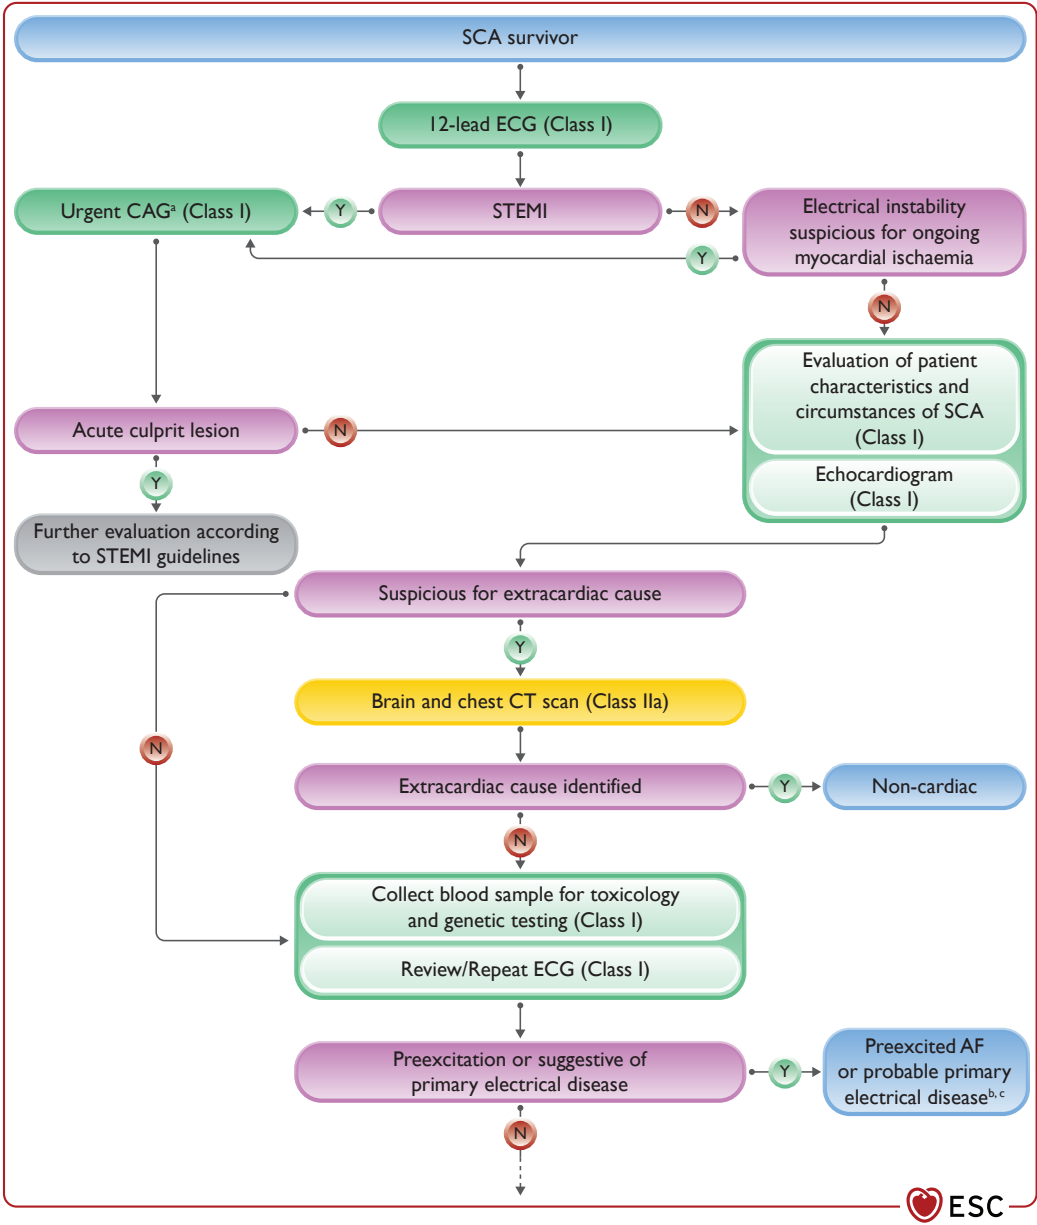 SCA survivor
12-lead ECG (Class I)
Urgent CAGᵃ (Class I)
Y
STEMI
N
Electrical instability
suspicious for ongoing
myocardial ischaemia
Y
N
Evaluation of patient
characteristics and
circumstances of SCA
(Class I)
Echocardiogram
(Class I)
Acute culprit lesion
N
Y
Further evaluation according
to STEMI guidelines
Suspicious for extracardiac cause
Y
Brain and chest CT scan (Class IIa)
N
Extracardiac cause identified
Y
Non-cardiac
N
Collect blood sample for toxicology
and genetic testing (Class I)
Review/Repeat ECG (Class I)
Preexcitation or suggestive of
primary electrical disease
Y
Preexcited AF
or probable primary
electrical diseaseᵇ,ᶜ
N
ESC